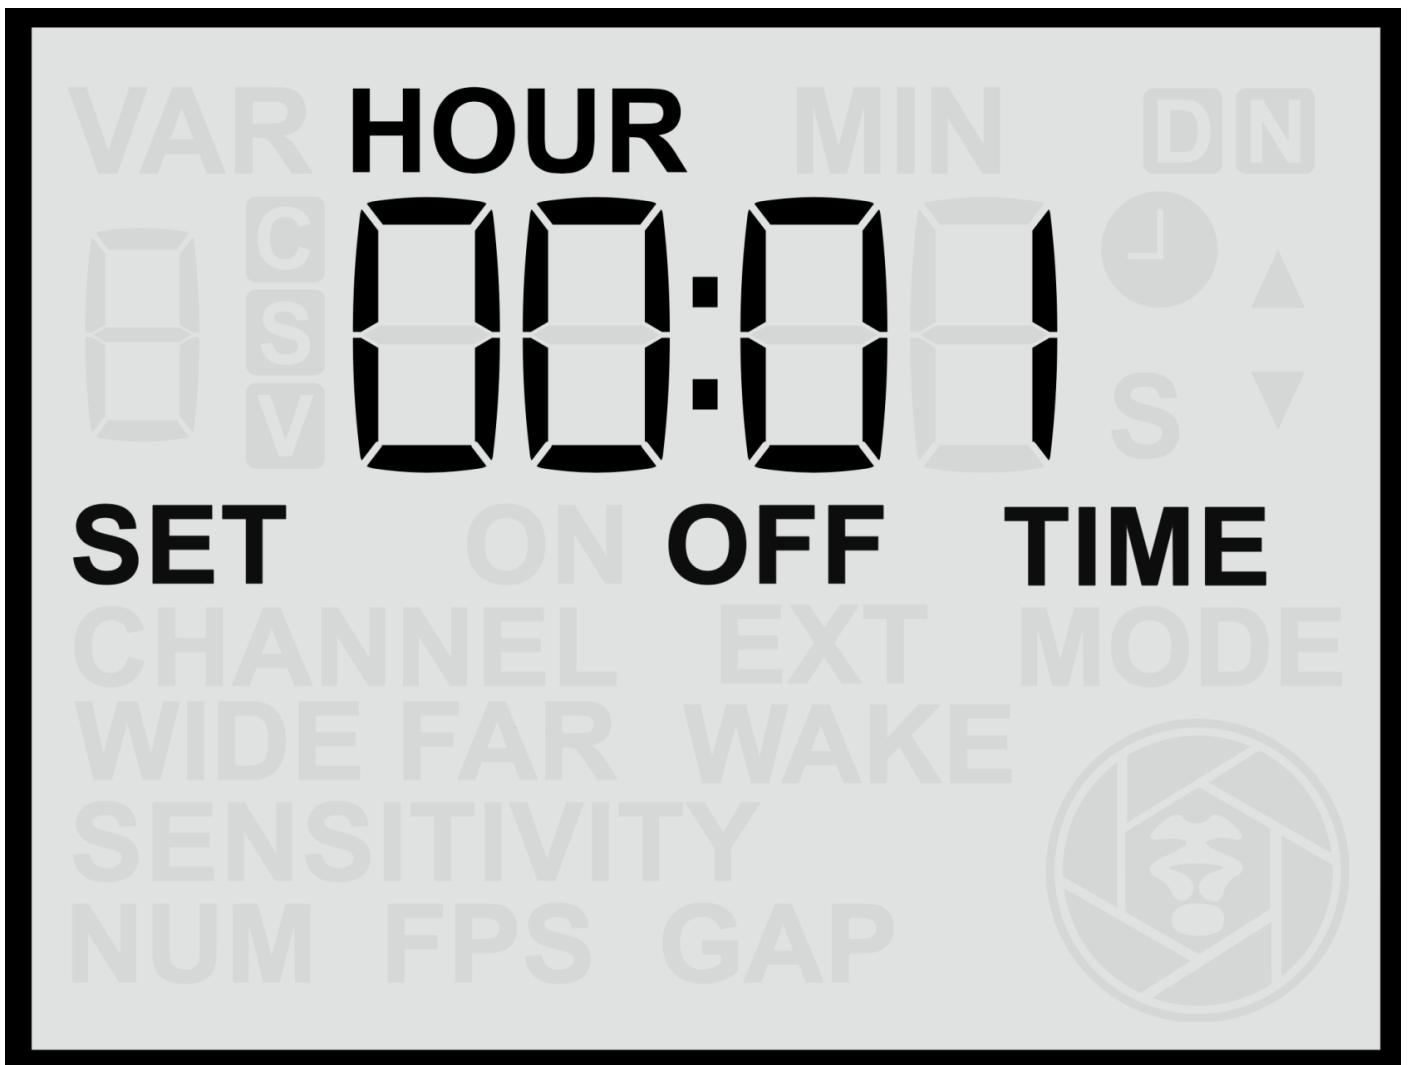 VAR HOUR MIN D N
C
S
V
8 00:01 S
SET ON OFF TIME
CHANNEL EXT MODE
WIDE FAR WAKE
SENSITIVITY
NUM FPS GAP